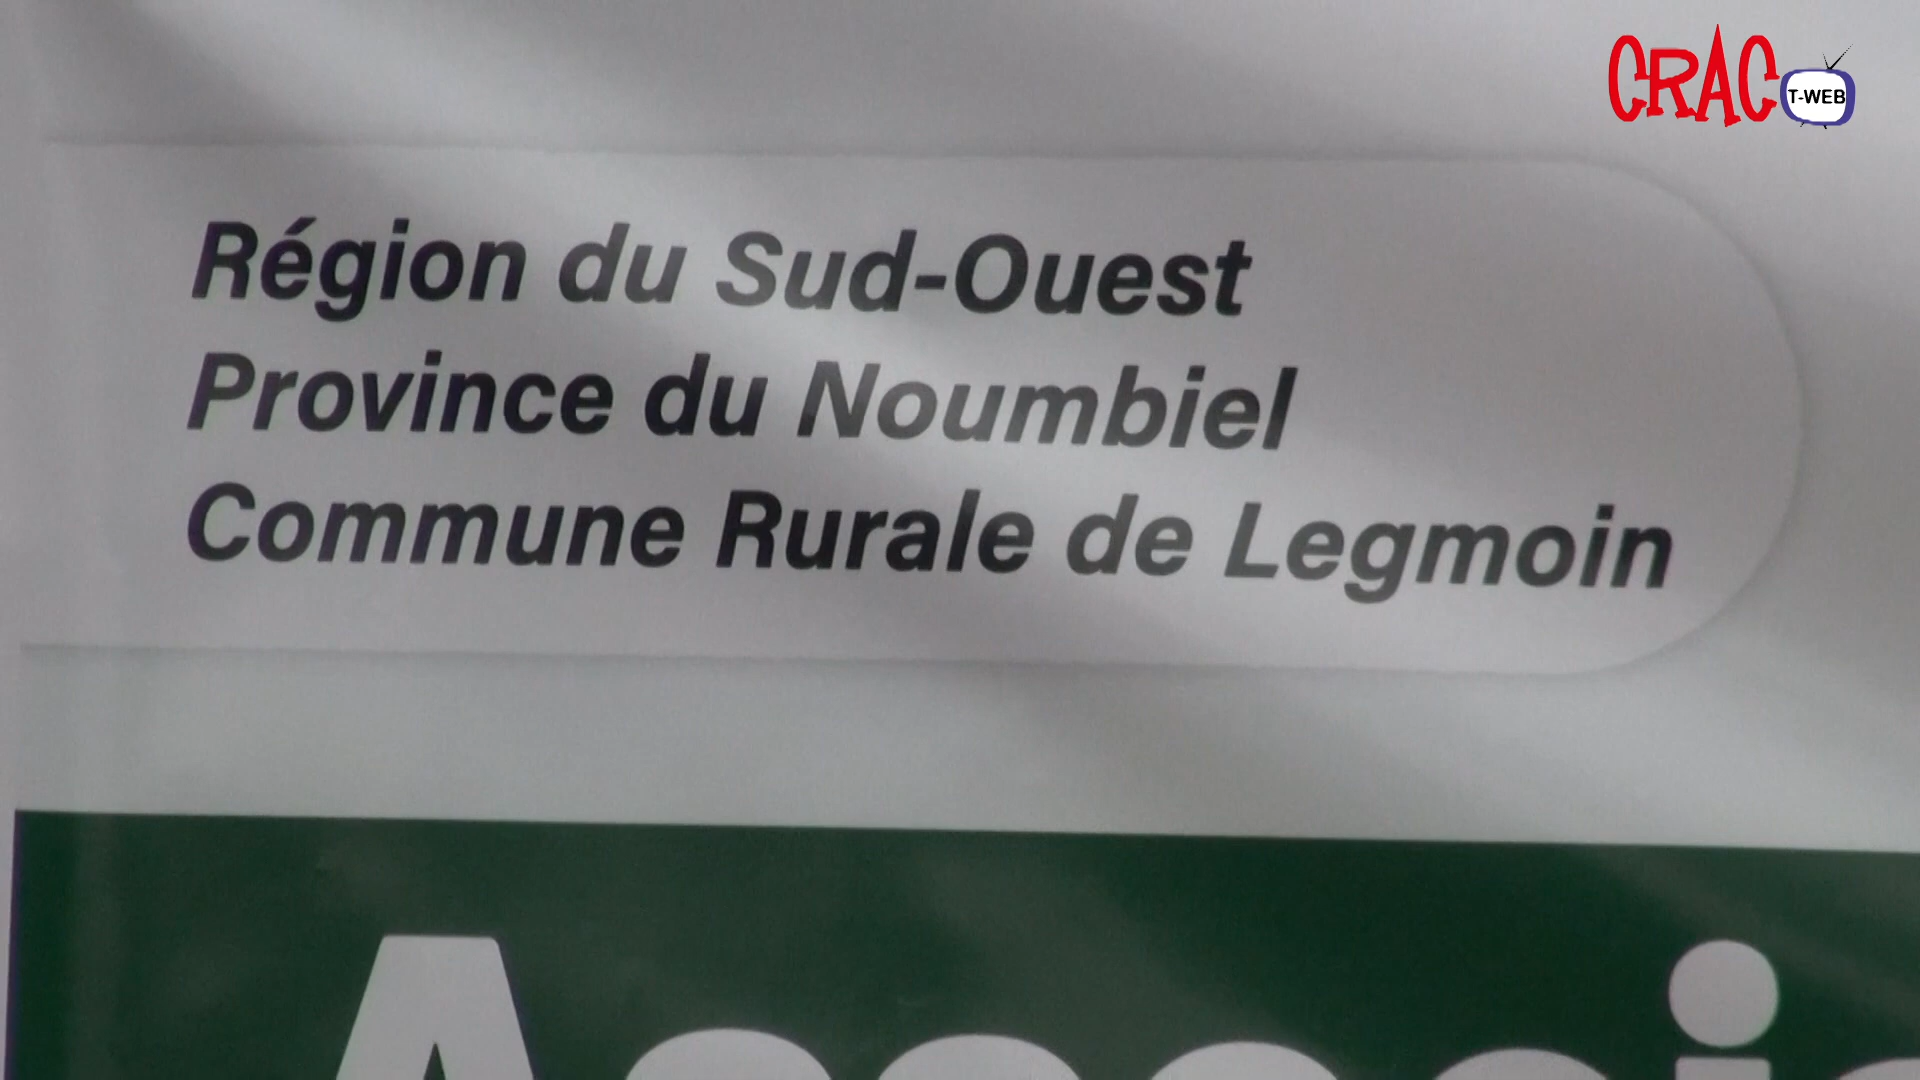 CRAC
T-WEB
Région du Sud-Ouest
Province du Noumbiel
Commune Rurale de Legmoin